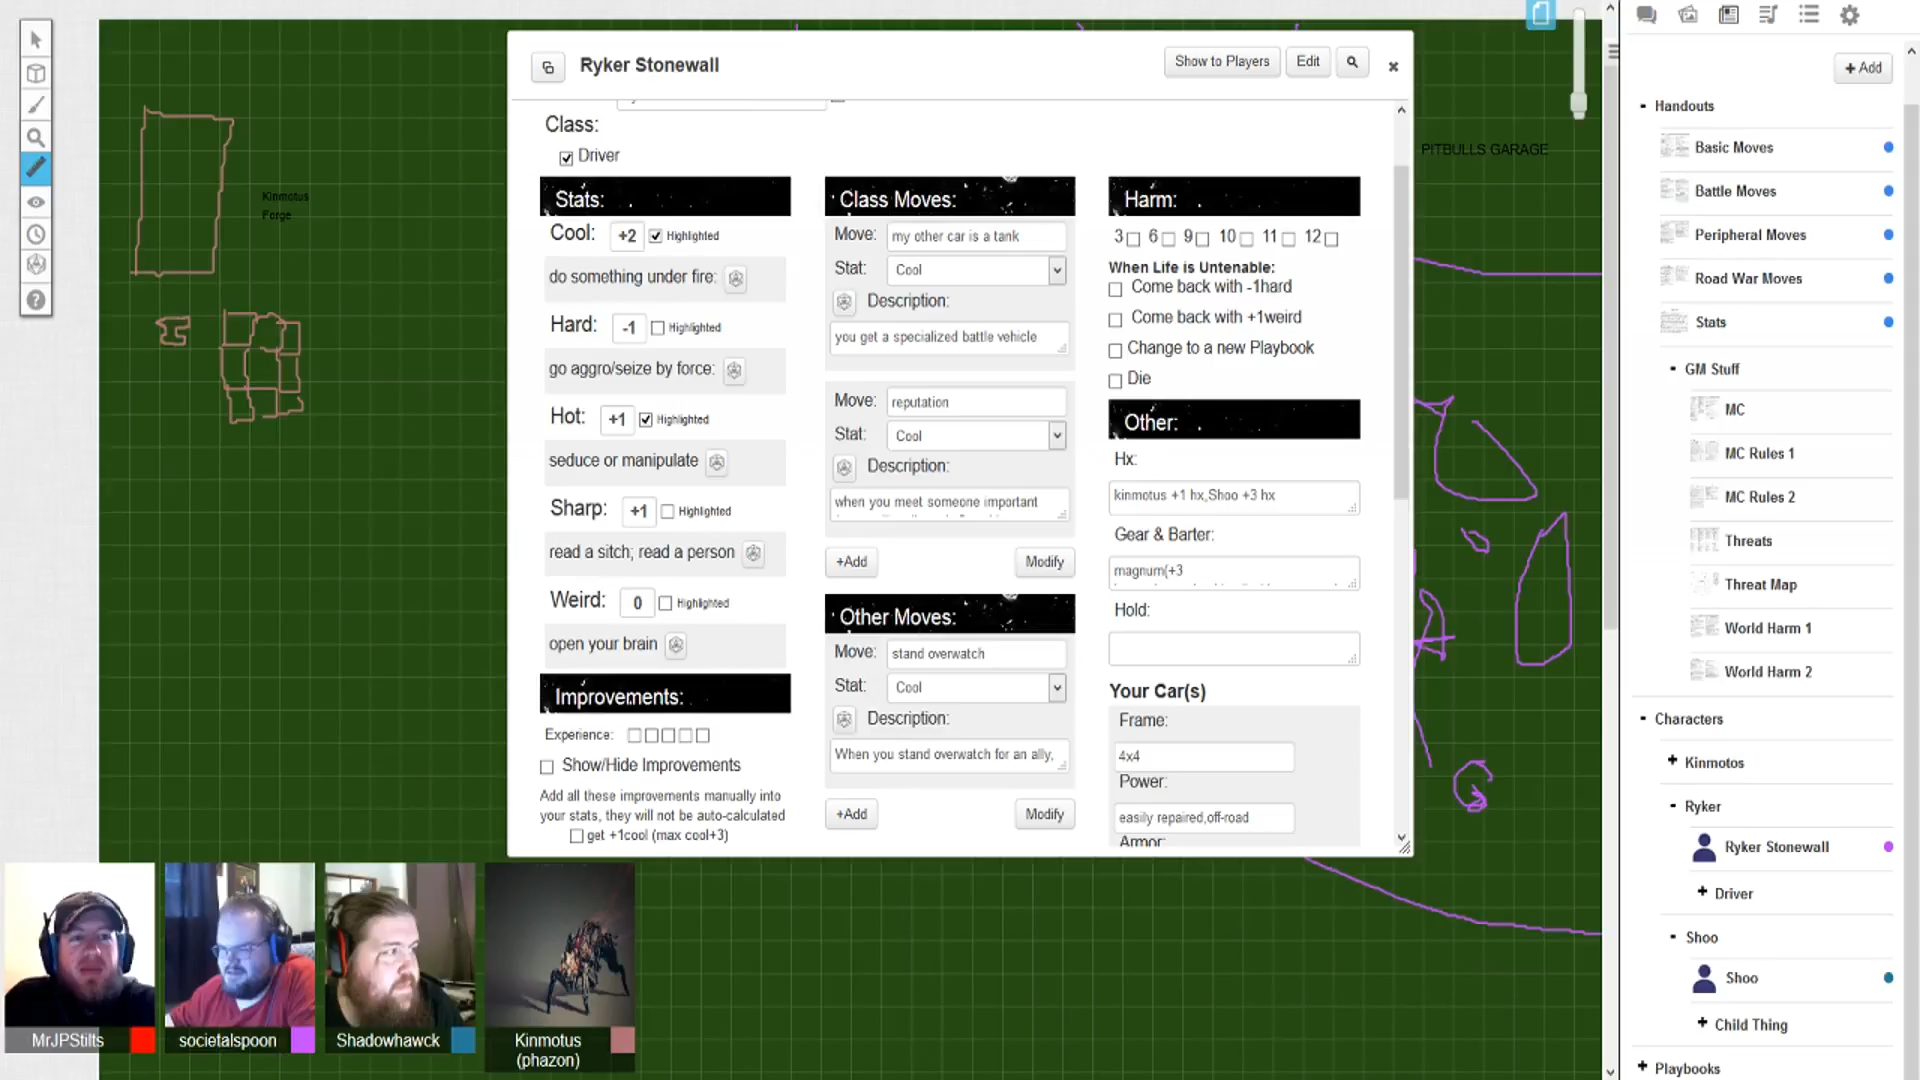 Ryker Stonewall
Show to Players
Edit
Class:
Driver
Stats:
Cool: +2 Highlighted
do something under fire:
Hard: -1 Highlighted
go aggro/seize by force:
Hot: +1 Highlighted
seduce or manipulate
Sharp: +1 Highlighted
read a sitch; read a person
Weird: 0 Highlighted
open your brain
Improvements:
Experience:
Show/Hide Improvements
Add all these improvements manually into
your stats, they will not be auto-calculated
get +1cool (max cool+3)
Class Moves:
Move: my other car is a tank
Stat: Cool
Description:
you get a specialized battle vehicle
Move: reputation
Stat: Cool
Description:
when you meet someone important
+Add
Modify
Other Moves:
Move: stand overwatch
Stat: Cool
Description:
When you stand overwatch for an ally,
+Add
Modify
Harm:
3 6 9 10 11 12
When Life is Untenable:
Come back with -1hard
Come back with +1weird
Change to a new Playbook
Die
Other:
Hx:
kinmotus +1 hx,Shoo +3 hx
Gear & Barter:
magnum(+3
Hold:
Your Car(s)
Frame:
4x4
Power:
easily repaired,off-road
Armor:
Kinmotus
Forge
PITBULLS GARAGE
+ Add
Handouts
Basic Moves
Battle Moves
Peripheral Moves
Road War Moves
Stats
GM Stuff
MC
MC Rules 1
MC Rules 2
Threats
Threat Map
World Harm 1
World Harm 2
Characters
Kinmotos
Ryker
Ryker Stonewall
Driver
Shoo
Shoo
Child Thing
Playbooks
MrJPStilts
societalspoon
Shadowhawck
Kinmotus
(phazon)